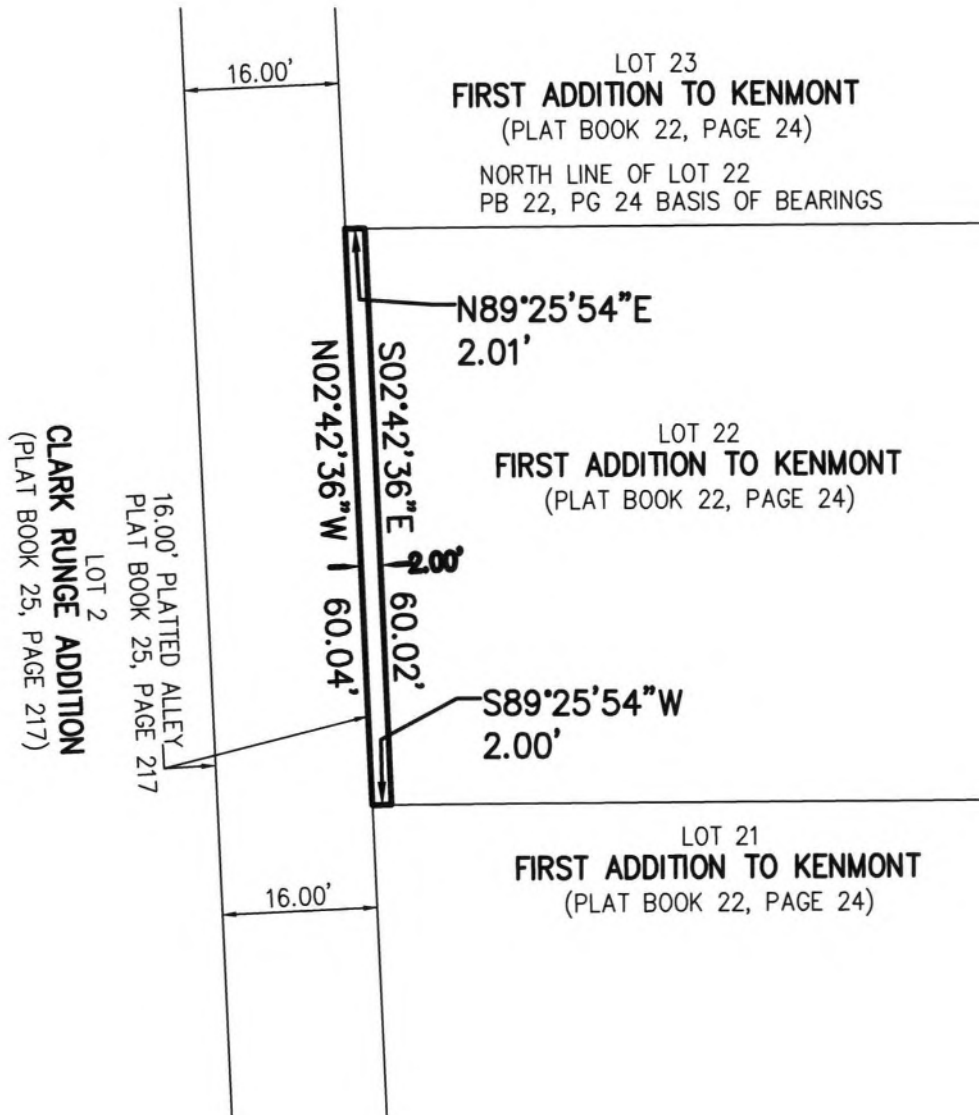 16.00'
LOT 23
FIRST ADDITION TO KENMONT
(PLAT BOOK 22, PAGE 24)
NORTH LINE OF LOT 22
PB 22, PG 24 BASIS OF BEARINGS
N89°25'54"E
2.01'
N02°42'36"W 60.04'
S02°42'36"E 60.02'
2.00'
LOT 22
FIRST ADDITION TO KENMONT
(PLAT BOOK 22, PAGE 24)
16.00' PLATTED ALLEY
PLAT BOOK 25, PAGE 217
LOT 2
CLARK RUNGE ADDITION
(PLAT BOOK 25, PAGE 217)
S89°25'54"W
2.00'
LOT 21
FIRST ADDITION TO KENMONT
(PLAT BOOK 22, PAGE 24)
16.00'